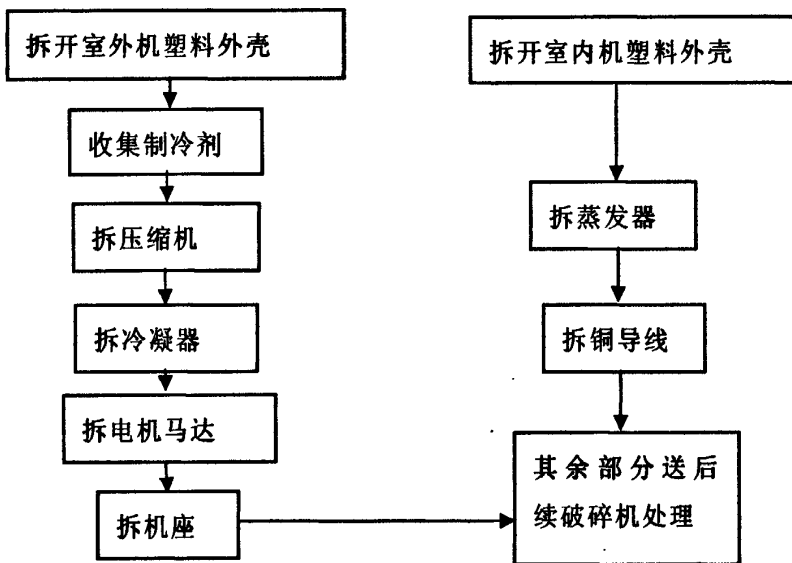 拆开室外机塑料外壳
收集制冷剂
拆压缩机
拆冷凝器
拆电机马达
拆机座
拆开室内机塑料外壳
拆蒸发器
拆铜导线
其余部分送后
续破碎机处理